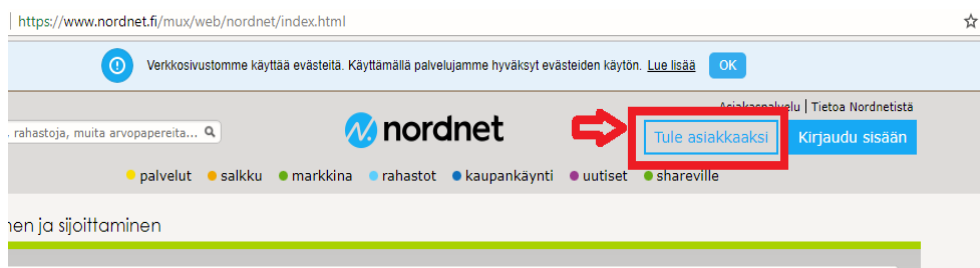 https://www.nordnet.fi/mux/web/nordnet/index.html
Verkkosivustomme käyttää evästeitä. Käyttämällä palvelujamme hyväksyt evästeiden käytön. Lue lisää OK
Asiakaspalvelu | Tietoa Nordnetistä
, rahastoja, muita arvopapereita...
nordnet
Tule asiakkaaksi
Kirjaudu sisään
palvelut salkku markkina rahastot kaupankäynti uutiset shareville
nen ja sijoittaminen